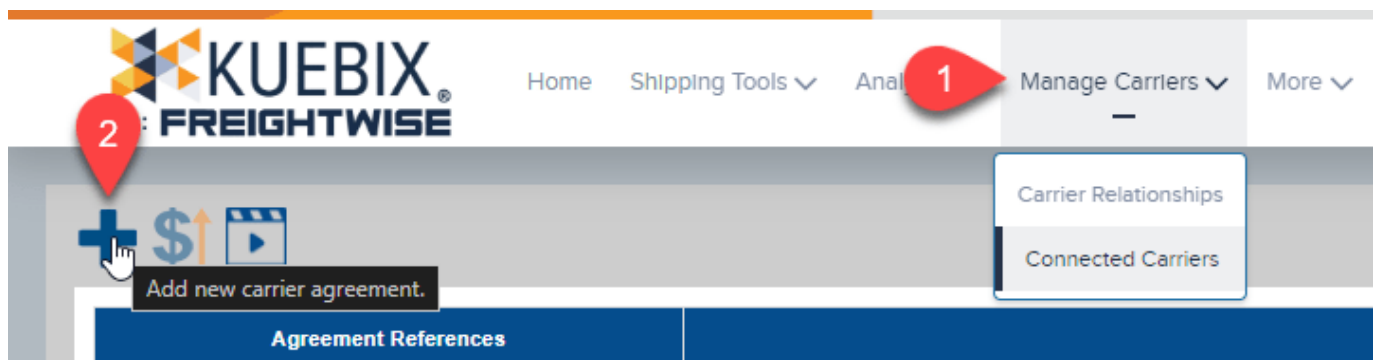 KUEBIX®
Home Shipping Tools Manage Carriers More
1
2
: FREIGHTWISE
Carrier Relationships
Connected Carriers
Add new carrier agreement.
Agreement References